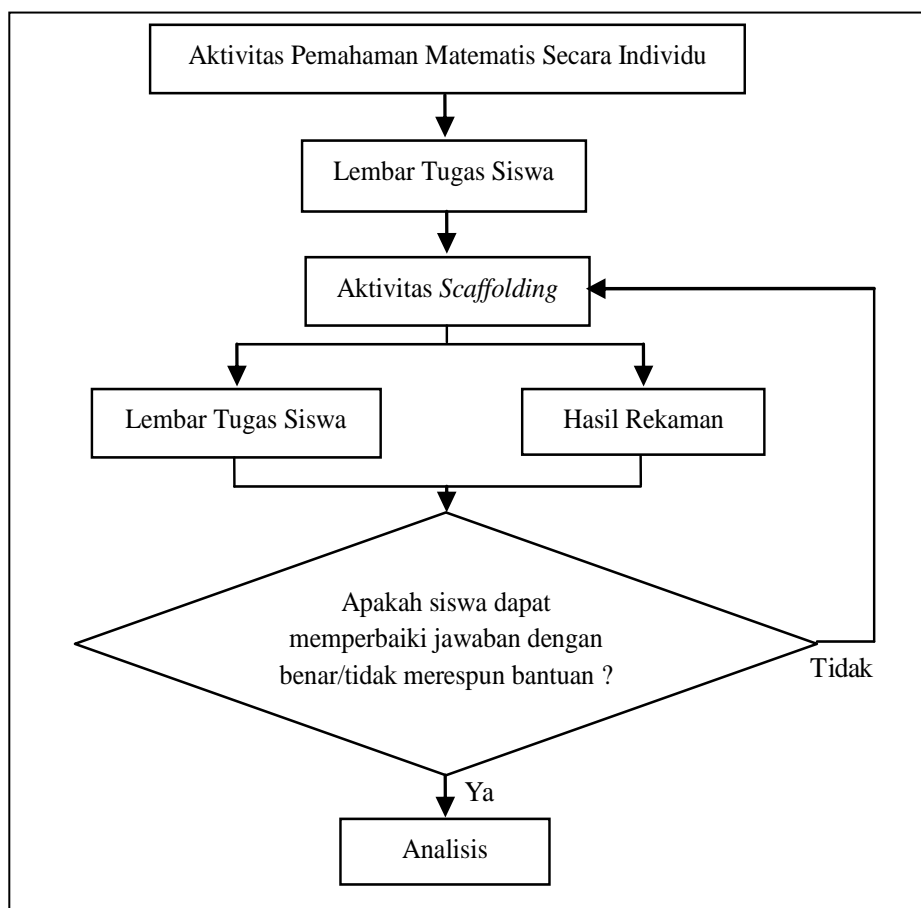 Aktivitas Pemahaman Matematis Secara Individu
Lembar Tugas Siswa
Aktivitas Scaffolding
Lembar Tugas Siswa
Hasil Rekaman
Apakah siswa dapat
memperbaiki jawaban dengan
benar/tidak merespun bantuan ?
Tidak
Ya
Analisis